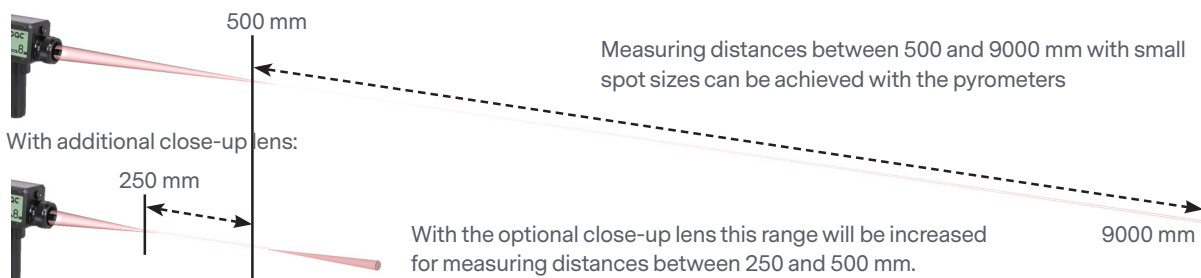 500 mm
Measuring distances between 500 and 9000 mm with small
spot sizes can be achieved with the pyrometers
With additional close-up lens:
250 mm
With the optional close-up lens this range will be increased
for measuring distances between 250 and 500 mm.
9000 mm